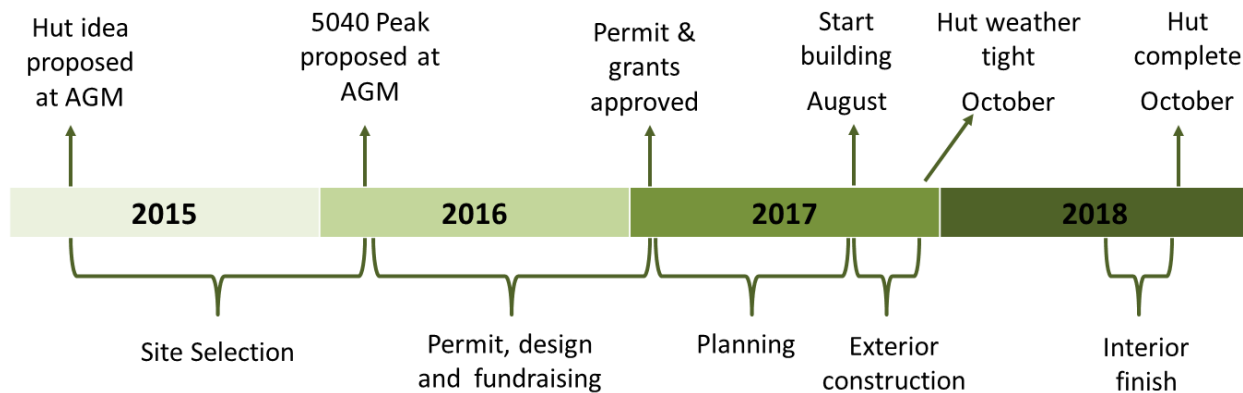 Hut idea
proposed
at AGM
5040 Peak
proposed at
AGM
Permit &
grants
approved
Start
building
August
Hut weather
tight
October
Hut
complete
October
2015
2016
2017
2018
Site Selection
Permit, design
and fundraising
Planning
Exterior
construction
Interior
finish